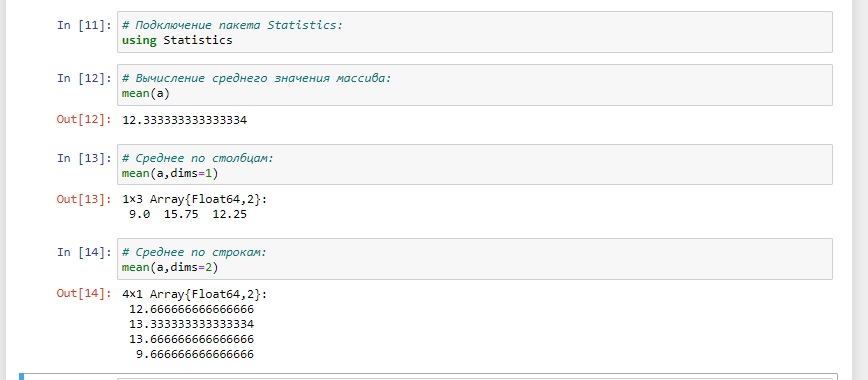 In [11]: # Подключение пакета Statistics:
using Statistics
In [12]: # Вычисление среднего значения массива:
mean(a)
Out[12]: 12.333333333333334
In [13]: # Среднее по столбцам:
mean(a,dims=1)
Out[13]: 1×3 Array{Float64,2}:
9.0  15.75  12.25
In [14]: # Среднее по строкам:
mean(a,dims=2)
Out[14]: 4×1 Array{Float64,2}:
12.666666666666666
13.333333333333334
13.666666666666666
9.666666666666666